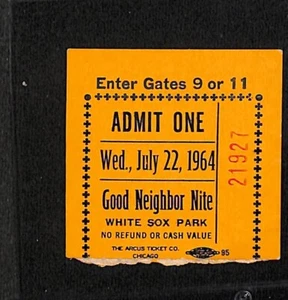 Enter Gates 9 or 11
ADMIT ONE
Wed., July 22, 1964
Good Neighbor Nite
WHITE SOX PARK
NO REFUND OR CASH VALUE
THE ARCUS TICKET CO.
CHICAGO
85
21927